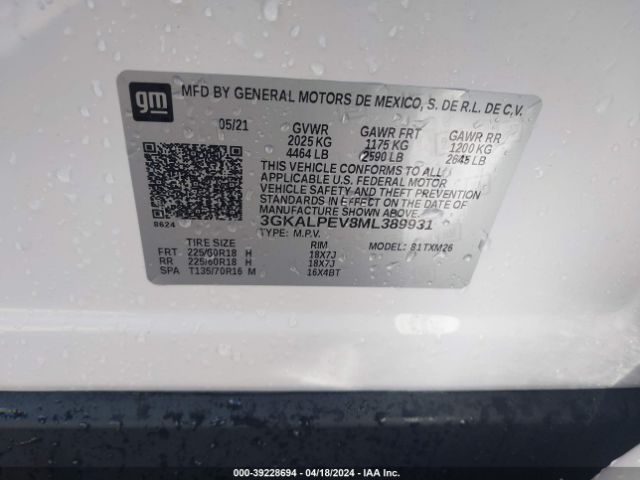 gm
MFD BY GENERAL MOTORS DE MEXICO, S. DE R.L. DE C.V.
05/21 GVWR GAWR FRT GAWR RR
2025 KG 1175 KG 1200 KG
4464 LB 2590 LB 2645 LB
THIS VEHICLE CONFORMS TO ALL
APPLICABLE U.S. FEDERAL MOTOR
VEHICLE SAFETY AND THEFT PREVENTION
STANDARDS IN EFFECT ON THE DATE OF
MANUFACTURE SHOWN ABOVE.
8624 3GKALPEV8ML389931
TYPE: M.P.V. MODEL: 81TXM26
TIRE SIZE RIM
FRT 225/60R18 H 18X7J
RR 225/60R18 H 18X7J
SPA T135/70R16 M 16X4BT
000-39228694 / 04/18/2024 / IAA Inc.